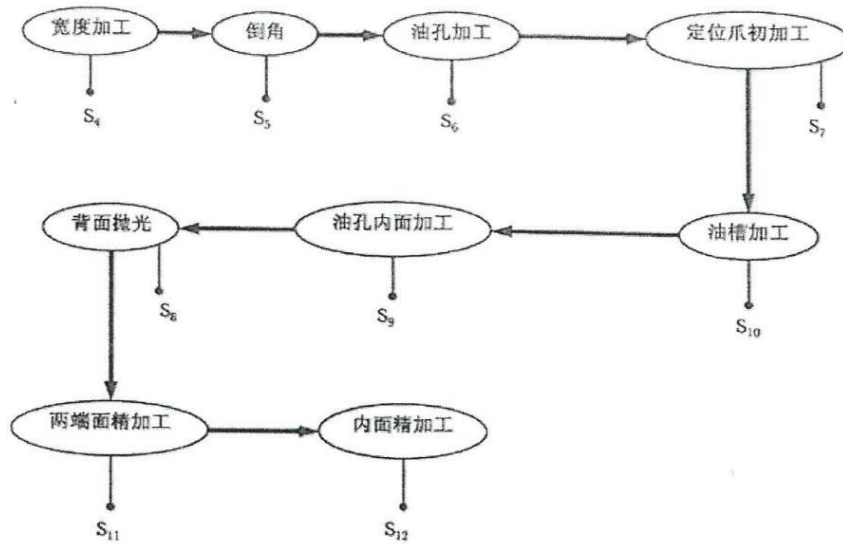 宽度加工
倒角
油孔加工
定位爪初加工
S4
S5
S6
S7
背面抛光
油孔内面加工
油槽加工
S8
S9
S10
两端面精加工
内面精加工
S11
S12